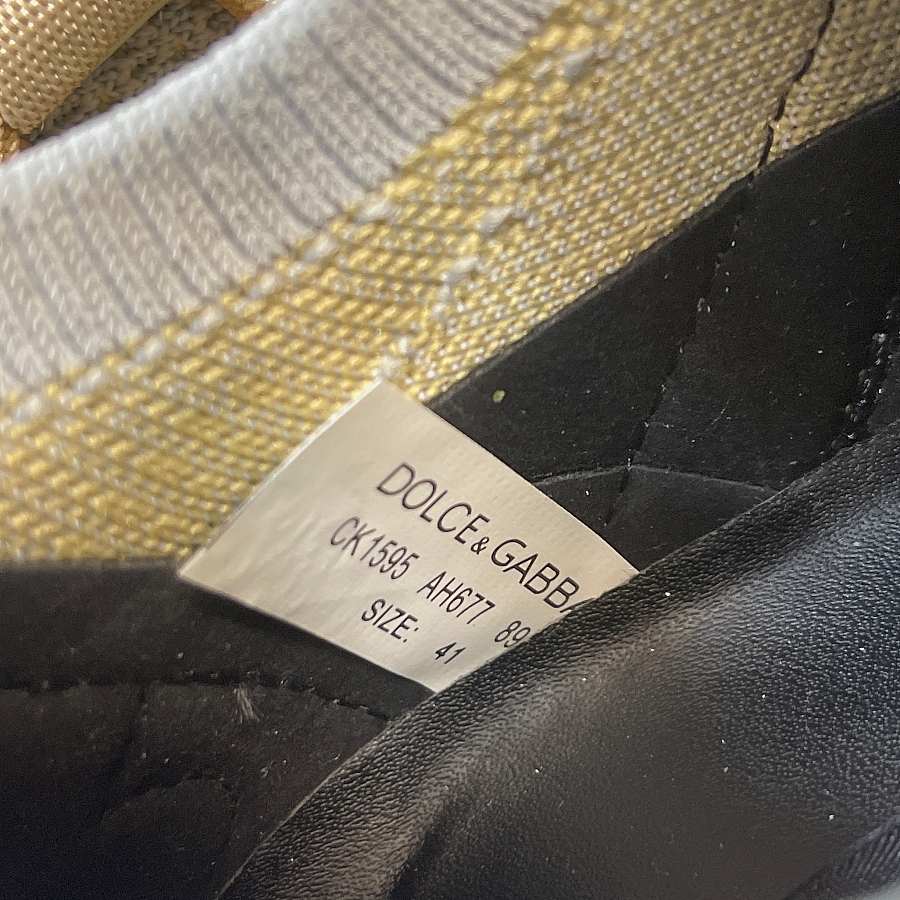 DOLCE & GABBA
CK1595 AH677 89
SIZE: 41